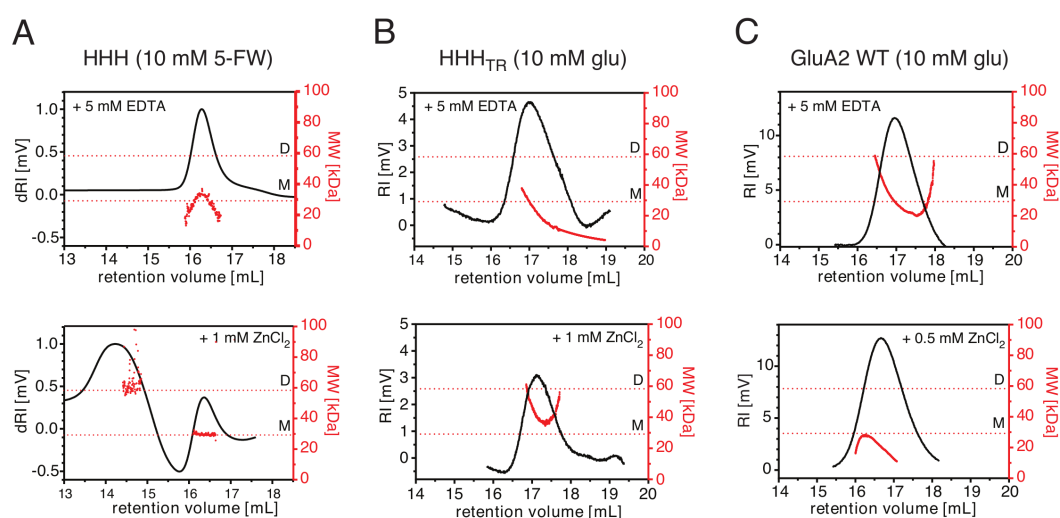 A
HHH (10 mM 5-FW)
+ 5 mM EDTA
D
M
dRI [mV]
1.0
0.5
0.0
-0.5
100
80
60
40
20
0
MW [kDa]
13 14 15 16 17 18
retention volume [mL]
+ 1 mM ZnCl2
D
M
dRI [mV]
1.0
0.5
0.0
-0.5
100
80
60
40
20
0
MW [kDa]
13 14 15 16 17 18
retention volume [mL]
B
HHHTR (10 mM glu)
+ 5 mM EDTA
D
M
RI [mV]
5
4
3
2
1
0
100
80
60
40
20
0
MW [kDa]
14 15 16 17 18 19 20
retention volume [mL]
+ 1 mM ZnCl2
D
M
RI [mV]
5
4
3
2
1
0
100
80
60
40
20
0
MW [kDa]
14 15 16 17 18 19 20
retention volume [mL]
C
GluA2 WT (10 mM glu)
+ 5 mM EDTA
D
M
RI [mV]
10
5
0
100
80
60
40
20
0
MW [kDa]
14 15 16 17 18 19 20
retention volume [mL]
+ 0.5 mM ZnCl2
D
M
RI [mV]
10
5
0
100
80
60
40
20
0
MW [kDa]
14 15 16 17 18 19 20
retention volume [mL]